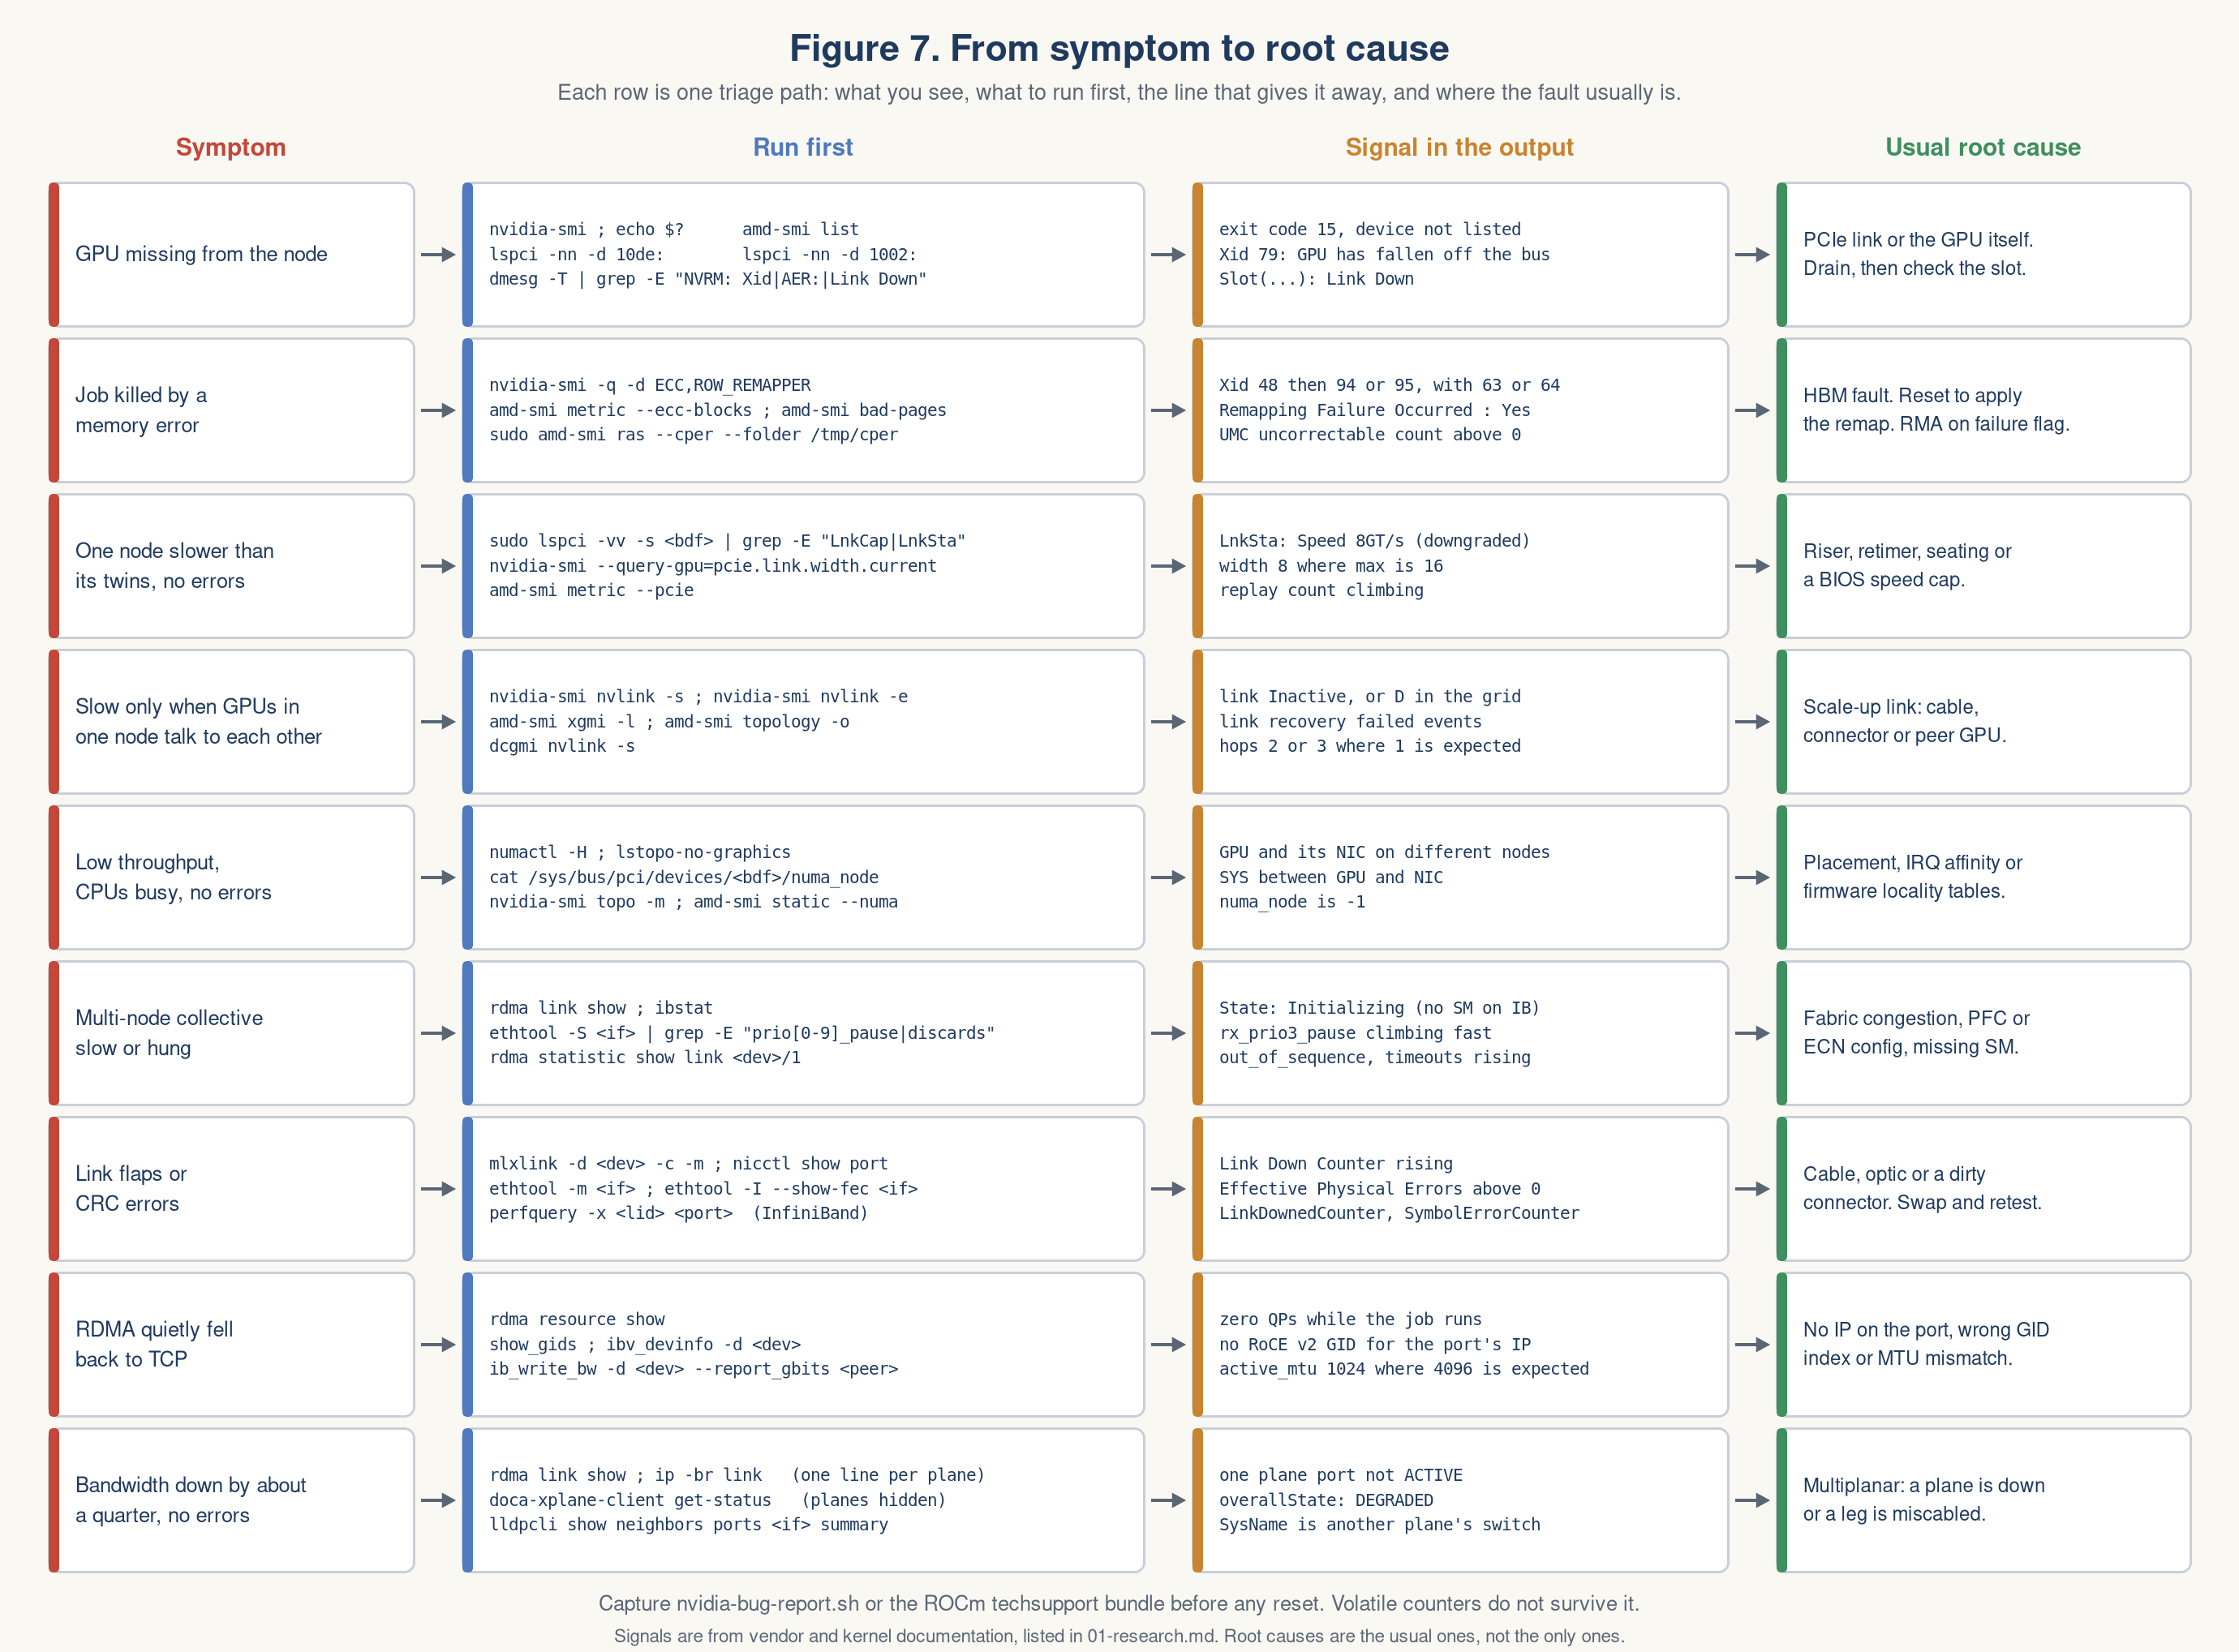 Figure 7. From symptom to root cause
Each row is one triage path: what you see, what to run first, the line that gives it away, and where the fault usually is.
Symptom
Run first
Signal in the output
Usual root cause
GPU missing from the node
nvidia-smi ; echo $?      amd-smi list
lspci -nn -d 10de:        lspci -nn -d 1002:
dmesg -T | grep -E "NVRM: Xid|AER:|Link Down"
exit code 15, device not listed
Xid 79: GPU has fallen off the bus
Slot(...): Link Down
PCIe link or the GPU itself.
Drain, then check the slot.
Job killed by a
memory error
nvidia-smi -q -d ECC,ROW_REMAPPER
amd-smi metric --ecc-blocks ; amd-smi bad-pages
sudo amd-smi ras --cper --folder /tmp/cper
Xid 48 then 94 or 95, with 63 or 64
Remapping Failure Occurred : Yes
UMC uncorrectable count above 0
HBM fault. Reset to apply
the remap. RMA on failure flag.
One node slower than
its twins, no errors
sudo lspci -vv -s <bdf> | grep -E "LnkCap|LnkSta"
nvidia-smi --query-gpu=pcie.link.width.current
amd-smi metric --pcie
LnkSta: Speed 8GT/s (downgraded)
width 8 where max is 16
replay count climbing
Riser, retimer, seating or
a BIOS speed cap.
Slow only when GPUs in
one node talk to each other
nvidia-smi nvlink -s ; nvidia-smi nvlink -e
amd-smi xgmi -l ; amd-smi topology -o
dcgmi nvlink -s
link Inactive, or D in the grid
link recovery failed events
hops 2 or 3 where 1 is expected
Scale-up link: cable,
connector or peer GPU.
Low throughput,
CPUs busy, no errors
numactl -H ; lstopo-no-graphics
cat /sys/bus/pci/devices/<bdf>/numa_node
nvidia-smi topo -m ; amd-smi static --numa
GPU and its NIC on different nodes
SYS between GPU and NIC
numa_node is -1
Placement, IRQ affinity or
firmware locality tables.
Multi-node collective
slow or hung
rdma link show ; ibstat
ethtool -S <if> | grep -E "prio[0-9]_pause|discards"
rdma statistic show link <dev>/1
State: Initializing (no SM on IB)
rx_prio3_pause climbing fast
out_of_sequence, timeouts rising
Fabric congestion, PFC or
ECN config, missing SM.
Link flaps or
CRC errors
mlxlink -d <dev> -c -m ; nicctl show port
ethtool -m <if> ; ethtool -I --show-fec <if>
perfquery -x <lid> <port>  (InfiniBand)
Link Down Counter rising
Effective Physical Errors above 0
LinkDownedCounter, SymbolErrorCounter
Cable, optic or a dirty
connector. Swap and retest.
RDMA quietly fell
back to TCP
rdma resource show
show_gids ; ibv_devinfo -d <dev>
ib_write_bw -d <dev> --report_gbits <peer>
zero QPs while the job runs
no RoCE v2 GID for the port's IP
active_mtu 1024 where 4096 is expected
No IP on the port, wrong GID
index or MTU mismatch.
Bandwidth down by about
a quarter, no errors
rdma link show ; ip -br link   (one line per plane)
doca-xplane-client get-status   (planes hidden)
lldpcli show neighbors ports <if> summary
one plane port not ACTIVE
overallState: DEGRADED
SysName is another plane's switch
Multiplanar: a plane is down
or a leg is miscabled.
Capture nvidia-bug-report.sh or the ROCm techsupport bundle before any reset. Volatile counters do not survive it.
Signals are from vendor and kernel documentation, listed in 01-research.md. Root causes are the usual ones, not the only ones.